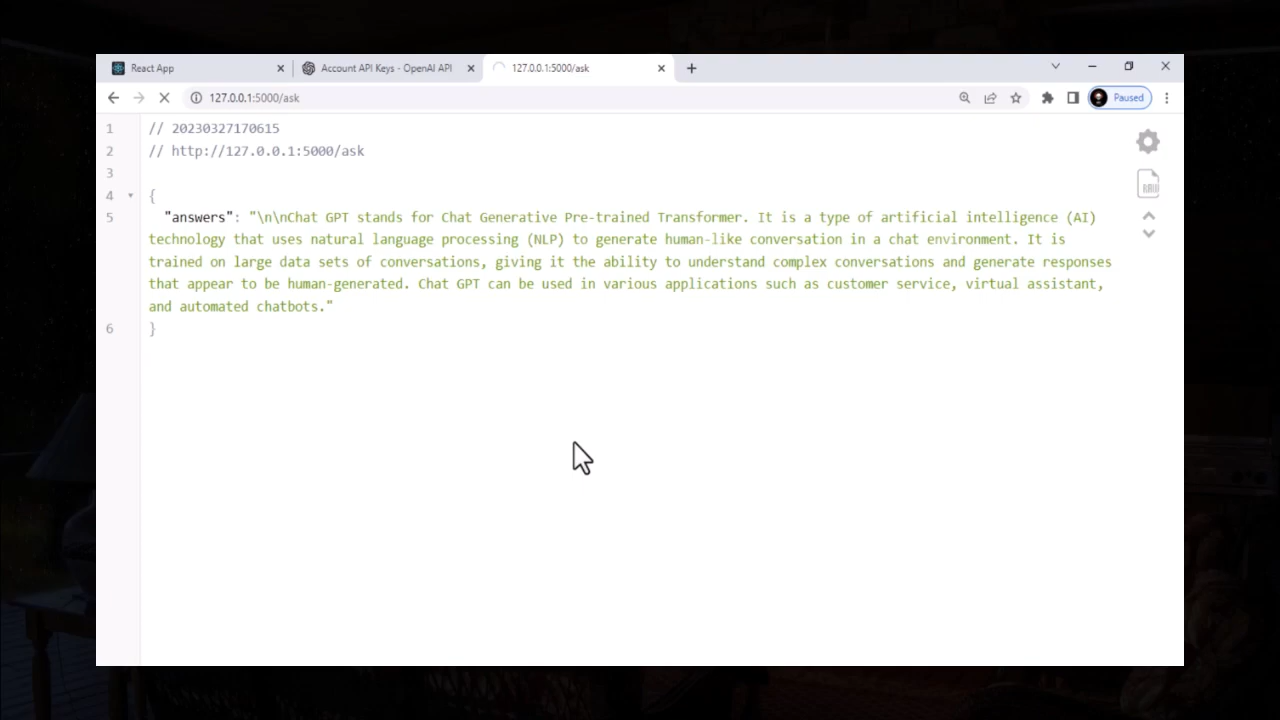 React App
Account API Keys - OpenAI API
127.0.0.1:5000/ask
127.0.0.1:5000/ask
Paused
1 // 20230327170615
2 // http://127.0.0.1:5000/ask
3
4 {
5 "answers": "\n\nChat GPT stands for Chat Generative Pre-trained Transformer. It is a type of artificial intelligence (AI)
technology that uses natural language processing (NLP) to generate human-like conversation in a chat environment. It is
trained on large data sets of conversations, giving it the ability to understand complex conversations and generate responses
that appear to be human-generated. Chat GPT can be used in various applications such as customer service, virtual assistant,
and automated chatbots."
6 }
RAW